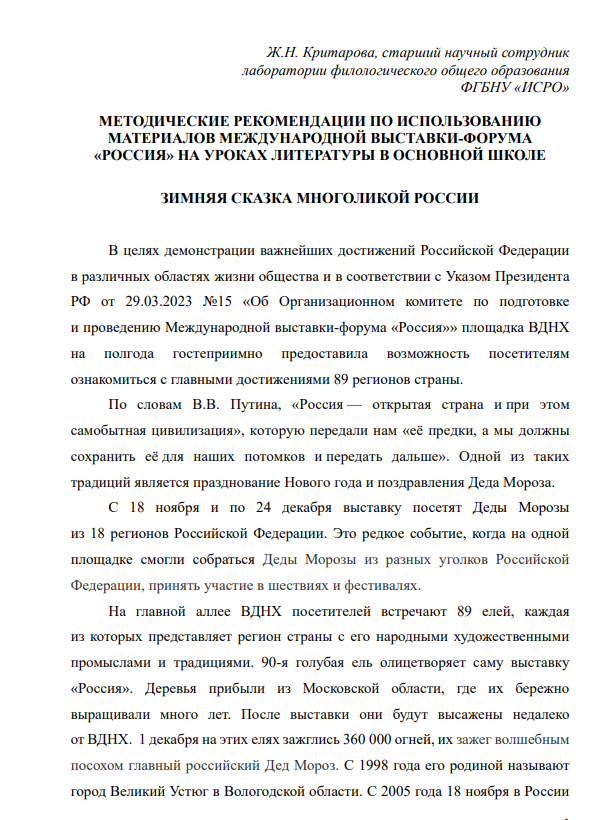 Ж.Н. Критарова, старший научный сотрудник
лаборатории филологического общего образования
ФГБНУ «ИСРО»
МЕТОДИЧЕСКИЕ РЕКОМЕНДАЦИИ ПО ИСПОЛЬЗОВАНИЮ
МАТЕРИАЛОВ МЕЖДУНАРОДНОЙ ВЫСТАВКИ-ФОРУМА
«РОССИЯ» НА УРОКАХ ЛИТЕРАТУРЫ В ОСНОВНОЙ ШКОЛЕ
ЗИМНЯЯ СКАЗКА МНОГОЛИКОЙ РОССИИ
В целях демонстрации важнейших достижений Российской Федерации
в различных областях жизни общества и в соответствии с Указом Президента
РФ от 29.03.2023 №15 «Об Организационном комитете по подготовке
и проведению Международной выставки-форума «Россия»» площадка ВДНХ
на полгода гостеприимно предоставила возможность посетителям
ознакомиться с главными достижениями 89 регионов страны.
По словам В.В. Путина, «Россия — открытая страна и при этом
самобытная цивилизация», которую передали нам «её предки, а мы должны
сохранить её для наших потомков и передать дальше». Одной из таких
традиций является празднование Нового года и поздравления Деда Мороза.
С 18 ноября и по 24 декабря выставку посетят Деды Морозы
из 18 регионов Российской Федерации. Это редкое событие, когда на одной
площадке смогли собраться Деды Морозы из разных уголков Российской
Федерации, принять участие в шествиях и фестивалях.
На главной аллее ВДНХ посетителей встречают 89 елей, каждая
из которых представляет регион страны с его народными художественными
промыслами и традициями. 90-я голубая ель олицетворяет саму выставку
«Россия». Деревья прибыли из Московской области, где их бережно
выращивали много лет. После выставки они будут высажены недалеко
от ВДНХ. 1 декабря на этих елях зажглись 360 000 огней, их зажег волшебным
посохом главный российский Дед Мороз. С 1998 года его родиной называют
город Великий Устюг в Вологодской области. С 2005 года 18 ноября в России